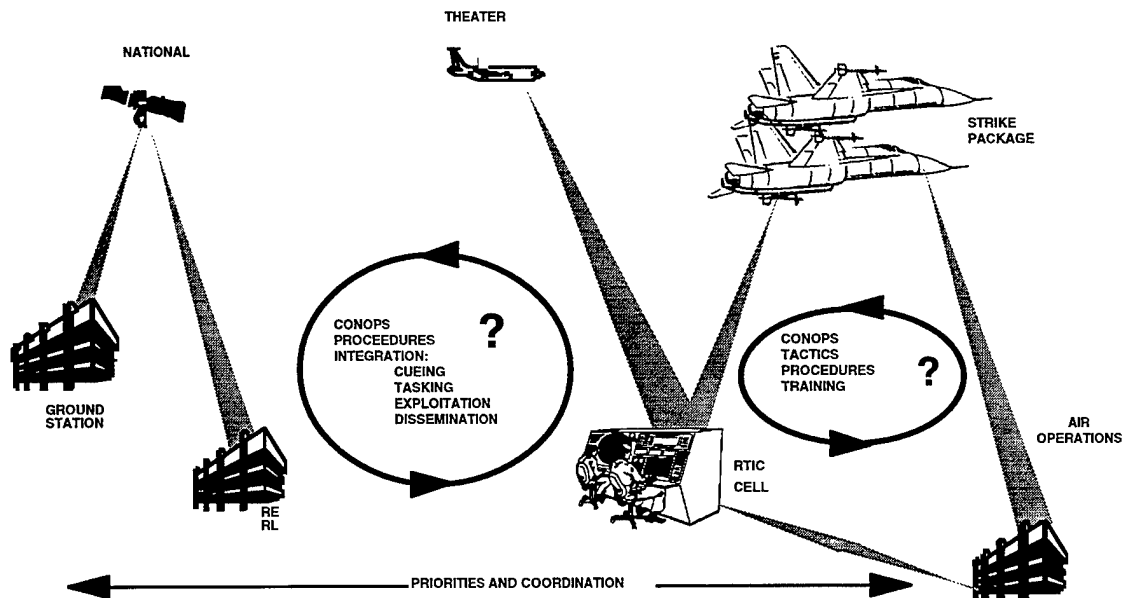 THEATER
NATIONAL
STRIKE
PACKAGE
CONOPS
PROCEEDURES
INTEGRATION:
CUEING
TASKING
EXPLOITATION
DISSEMINATION
?
CONOPS
TACTICS
PROCEDURES
TRAINING
?
GROUND
STATION
AIR
OPERATIONS
RTIC
CELL
RE
RL
PRIORITIES AND COORDINATION